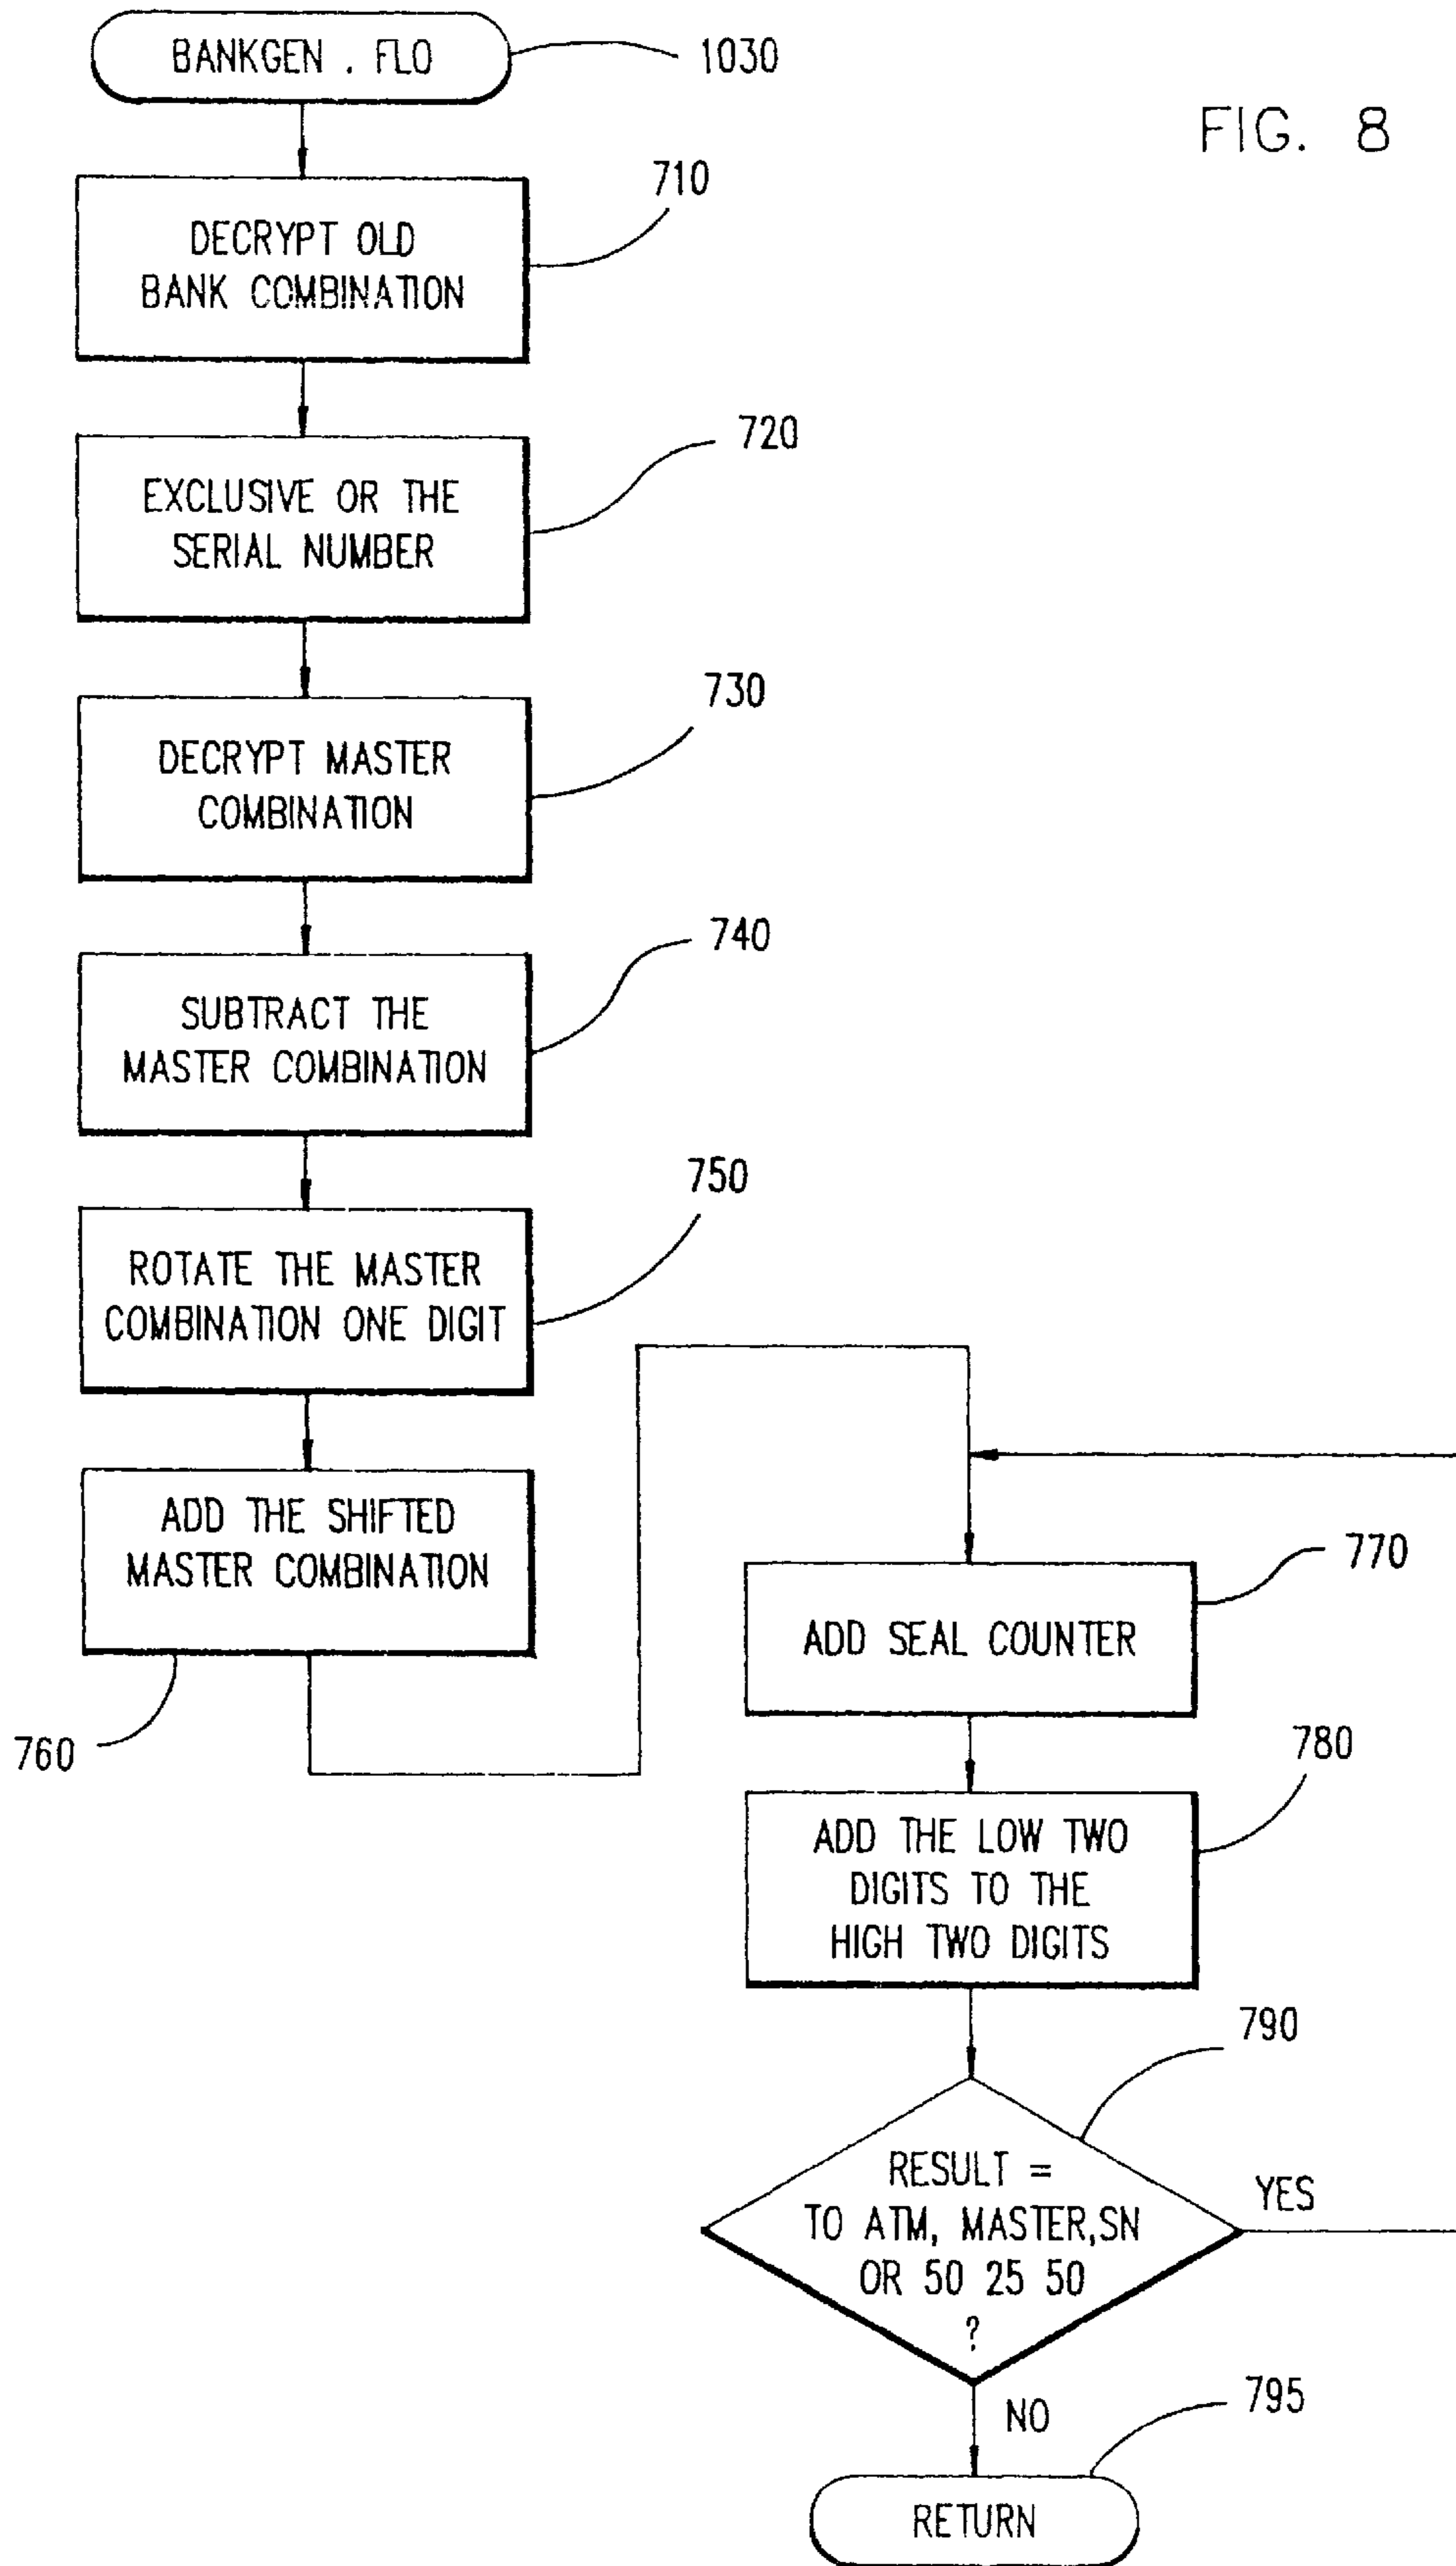 BANKGEN . FLO
1030
FIG. 8
710
DECRYPT OLD
BANK COMBINATION
720
EXCLUSIVE OR THE
SERIAL NUMBER
730
DECRYPT MASTER
COMBINATION
740
SUBTRACT THE
MASTER COMBINATION
750
ROTATE THE MASTER
COMBINATION ONE DIGIT
ADD THE SHIFTED
MASTER COMBINATION
760
770
ADD SEAL COUNTER
780
ADD THE LOW TWO
DIGITS TO THE
HIGH TWO DIGITS
790
RESULT =
TO ATM, MASTER,SN
OR 50 25 50
?
YES
NO
795
RETURN